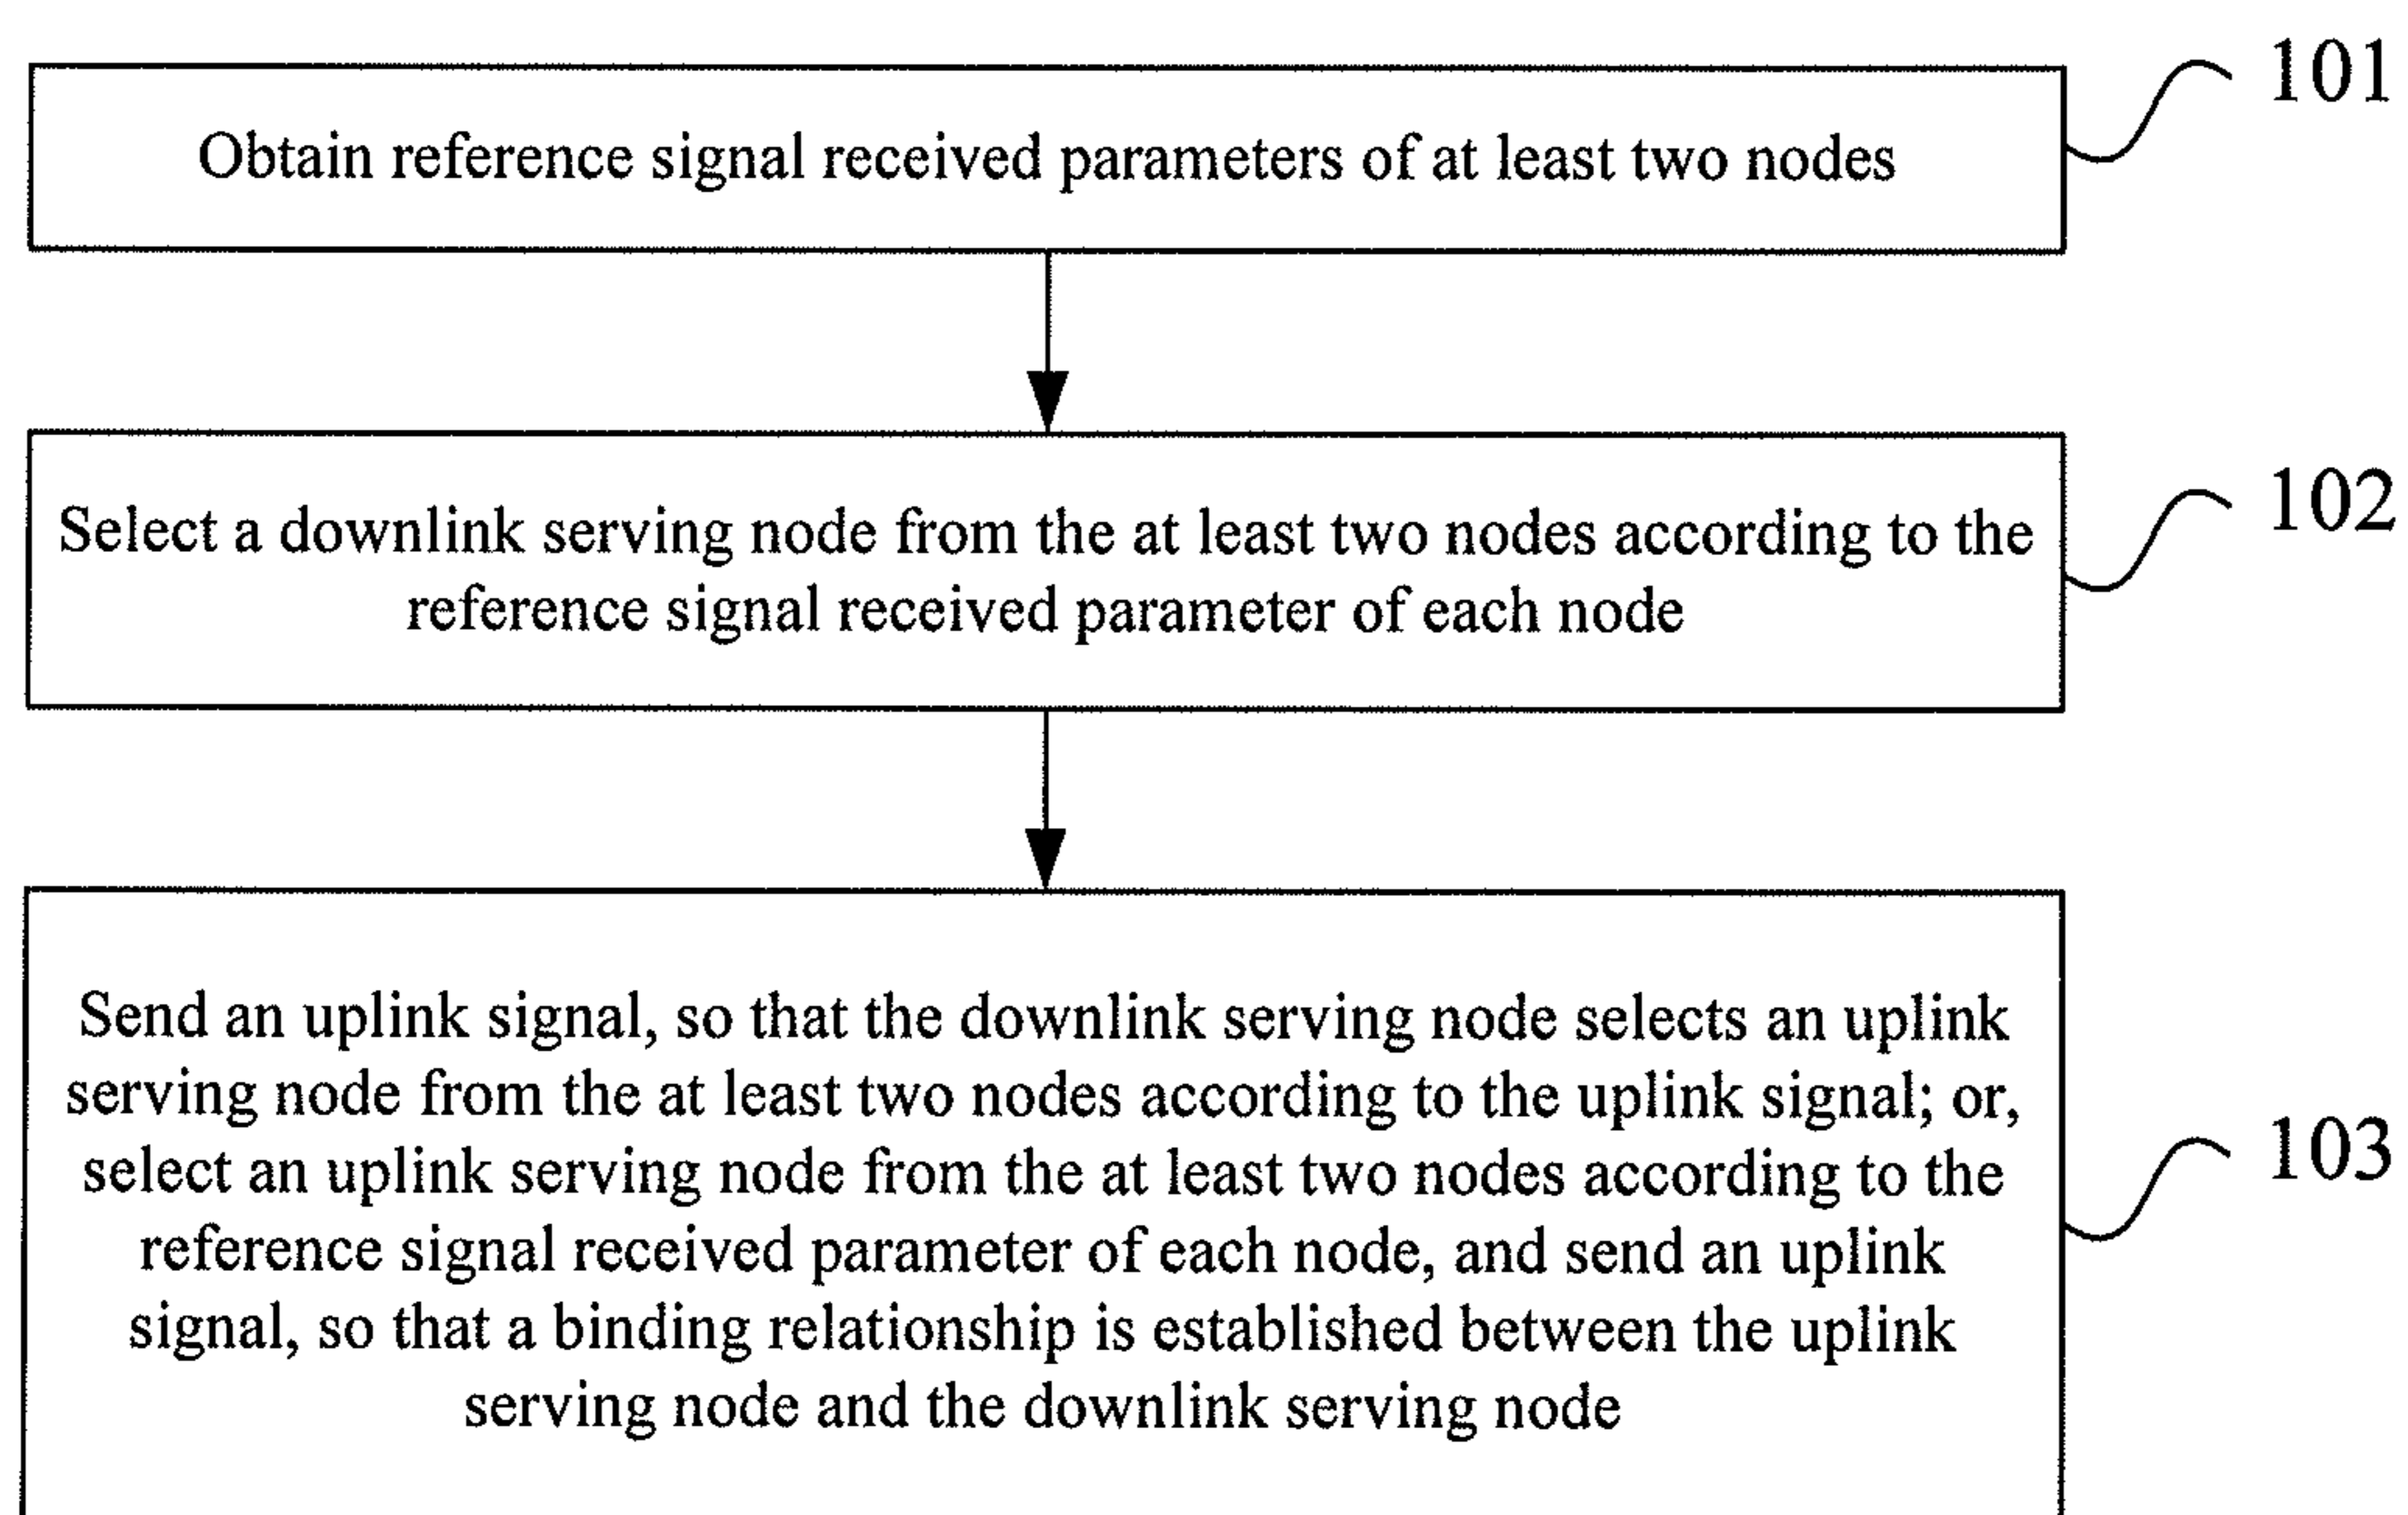 101
Obtain reference signal received parameters of at least two nodes
102
Select a downlink serving node from the at least two nodes according to the
reference signal received parameter of each node
Send an uplink signal, so that the downlink serving node selects an uplink
serving node from the at least two nodes according to the uplink signal; or,
select an uplink serving node from the at least two nodes according to the
reference signal received parameter of each node, and send an uplink
signal, so that a binding relationship is established between the uplink
serving node and the downlink serving node
103